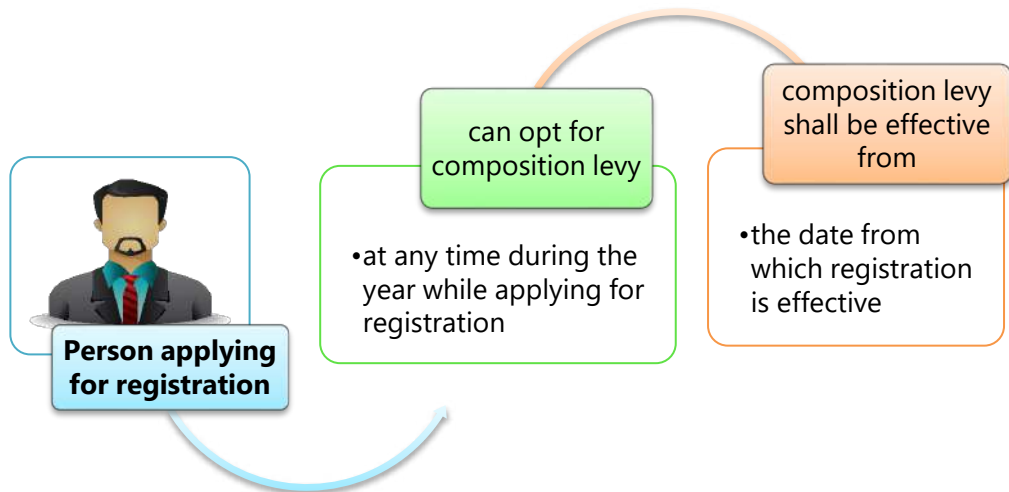 Person applying
for registration
can opt for
composition levy
•at any time during the
year while applying for
registration
composition levy
shall be effective
from
•the date from
which registration
is effective